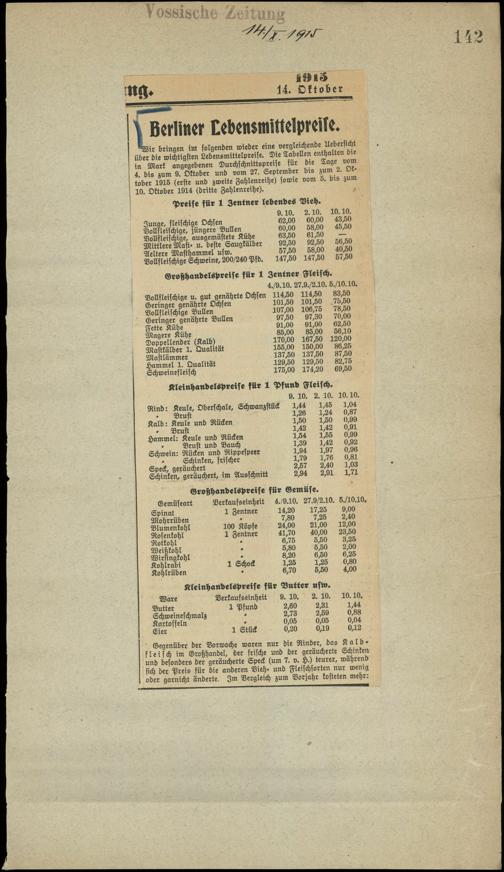 Vossische Zeitung
14/X. 1915
142
1915
ng.
14. Oktober
Berliner Lebensmittelpreise.
Wir bringen im folgenden wieder eine vergleichende Uebersicht
über die wichtigsten Lebensmittelpreise. Die Tabellen enthalten die
in Mark angegebenen Durchschnittspreise für die Tage vom
4. bis zum 9. Oktober und vom 27. September bis zum 2. Ok-
tober 1915 (erste und zweite Zahlenreihe) sowie vom 5. bis zum
10. Oktober 1914 (dritte Zahlenreihe).
Preise für 1 Zentner lebendes Vieh.
9. 10. 2. 10. 10. 10.
Junge, fleischige Ochsen 62,00 60,00 43,50
Vollfleischige, jüngere Bullen 60,00 58,00 45,50
Vollfleischige, ausgemästete Kühe 63,50 61,50 —
Mittlere Mast- u. beste Saugkälber 92,50 92,50 56,50
Aeltere Masthammel usw. 57,50 58,00 40,50
Vollfleischige Schweine, 200/240 Pfd. 147,50 147,50 57,50
Großhandelspreise für 1 Zentner Fleisch.
4./9.10. 27.9./2.10. 5./10.10.
Vollfleischige u. gut genährte Ochsen 114,50 114,50 83,50
Geringer genährte Ochsen 101,50 101,50 75,50
Vollfleischige Bullen 107,00 106,75 78,50
Geringer genährte Bullen 97,50 97,30 70,00
Fette Kühe 91,00 91,00 62,50
Magere Kühe 85,00 85,00 56,10
Doppellender (Kalb) 170,00 167,50 120,00
Mastkälber 1. Qualität 155,00 150,00 86,25
Mastlämmer 137,50 137,50 87,50
Hammel 1. Qualität 129,50 129,50 82,75
Schweinefleisch 175,00 174,20 69,50
Kleinhandelspreise für 1 Pfund Fleisch.
9. 10. 2. 10. 10. 10.
Rind: Keule, Oberschale, Schwanzstück 1,44 1,45 1,04
" Brust 1,26 1,24 0,87
Kalb: Keule und Rücken 1,50 1,50 0,99
" Brust 1,42 1,42 0,91
Hammel: Keule und Rücken 1,54 1,55 0,99
" Brust und Bauch 1,39 1,42 0,92
Schwein: Rücken und Rippespeer 1,94 1,97 0,96
" Schinken, frischer 1,79 1,76 0,81
Speck, geräuchert 2,57 2,40 1,03
Schinken, geräuchert, im Ausschnitt 2,94 2,91 1,71
Großhandelspreise für Gemüse.
Gemüseart Verkaufseinheit 4./9.10. 27.9/2.10. 5./10.10.
Spinat 1 Zentner 14,20 17,25 9,00
Mohrrüben " 7,80 7,25 2,40
Blumenkohl 100 Köpfe 24,00 21,00 12,00
Rosenkohl 1 Zentner 41,70 40,00 23,50
Rotkohl " 6,75 5,50 3,25
Weißkohl " 5,80 5,50 2,00
Wirsingkohl " 8,20 6,50 6,25
Kohlrabi 1 Schock 1,25 1,25 0,80
Kohlrüben " 6,70 5,50 4,00
Kleinhandelspreise für Butter usw.
Ware Verkaufseinheit 9. 10. 2. 10. 10. 10.
Butter 1 Pfund 2,60 2,31 1,44
Schweineschmalz " 2,73 2,59 0,88
Kartoffeln " 0,05 0,05 0,04
Eier 1 Stück 0,20 0,19 0,12
Gegenüber der Vorwoche waren nur die Rinder, das Kalb-
fleisch im Großhandel, der frische und der geräucherte Schinken
und besonders der geräucherte Speck (um 7. v. H.) teurer, während
sich der Preis für die anderen Vieh- und Fleischsorten nur wenig
oder garnicht änderte. Im Vergleich zum Vorjahr kosteten mehr: